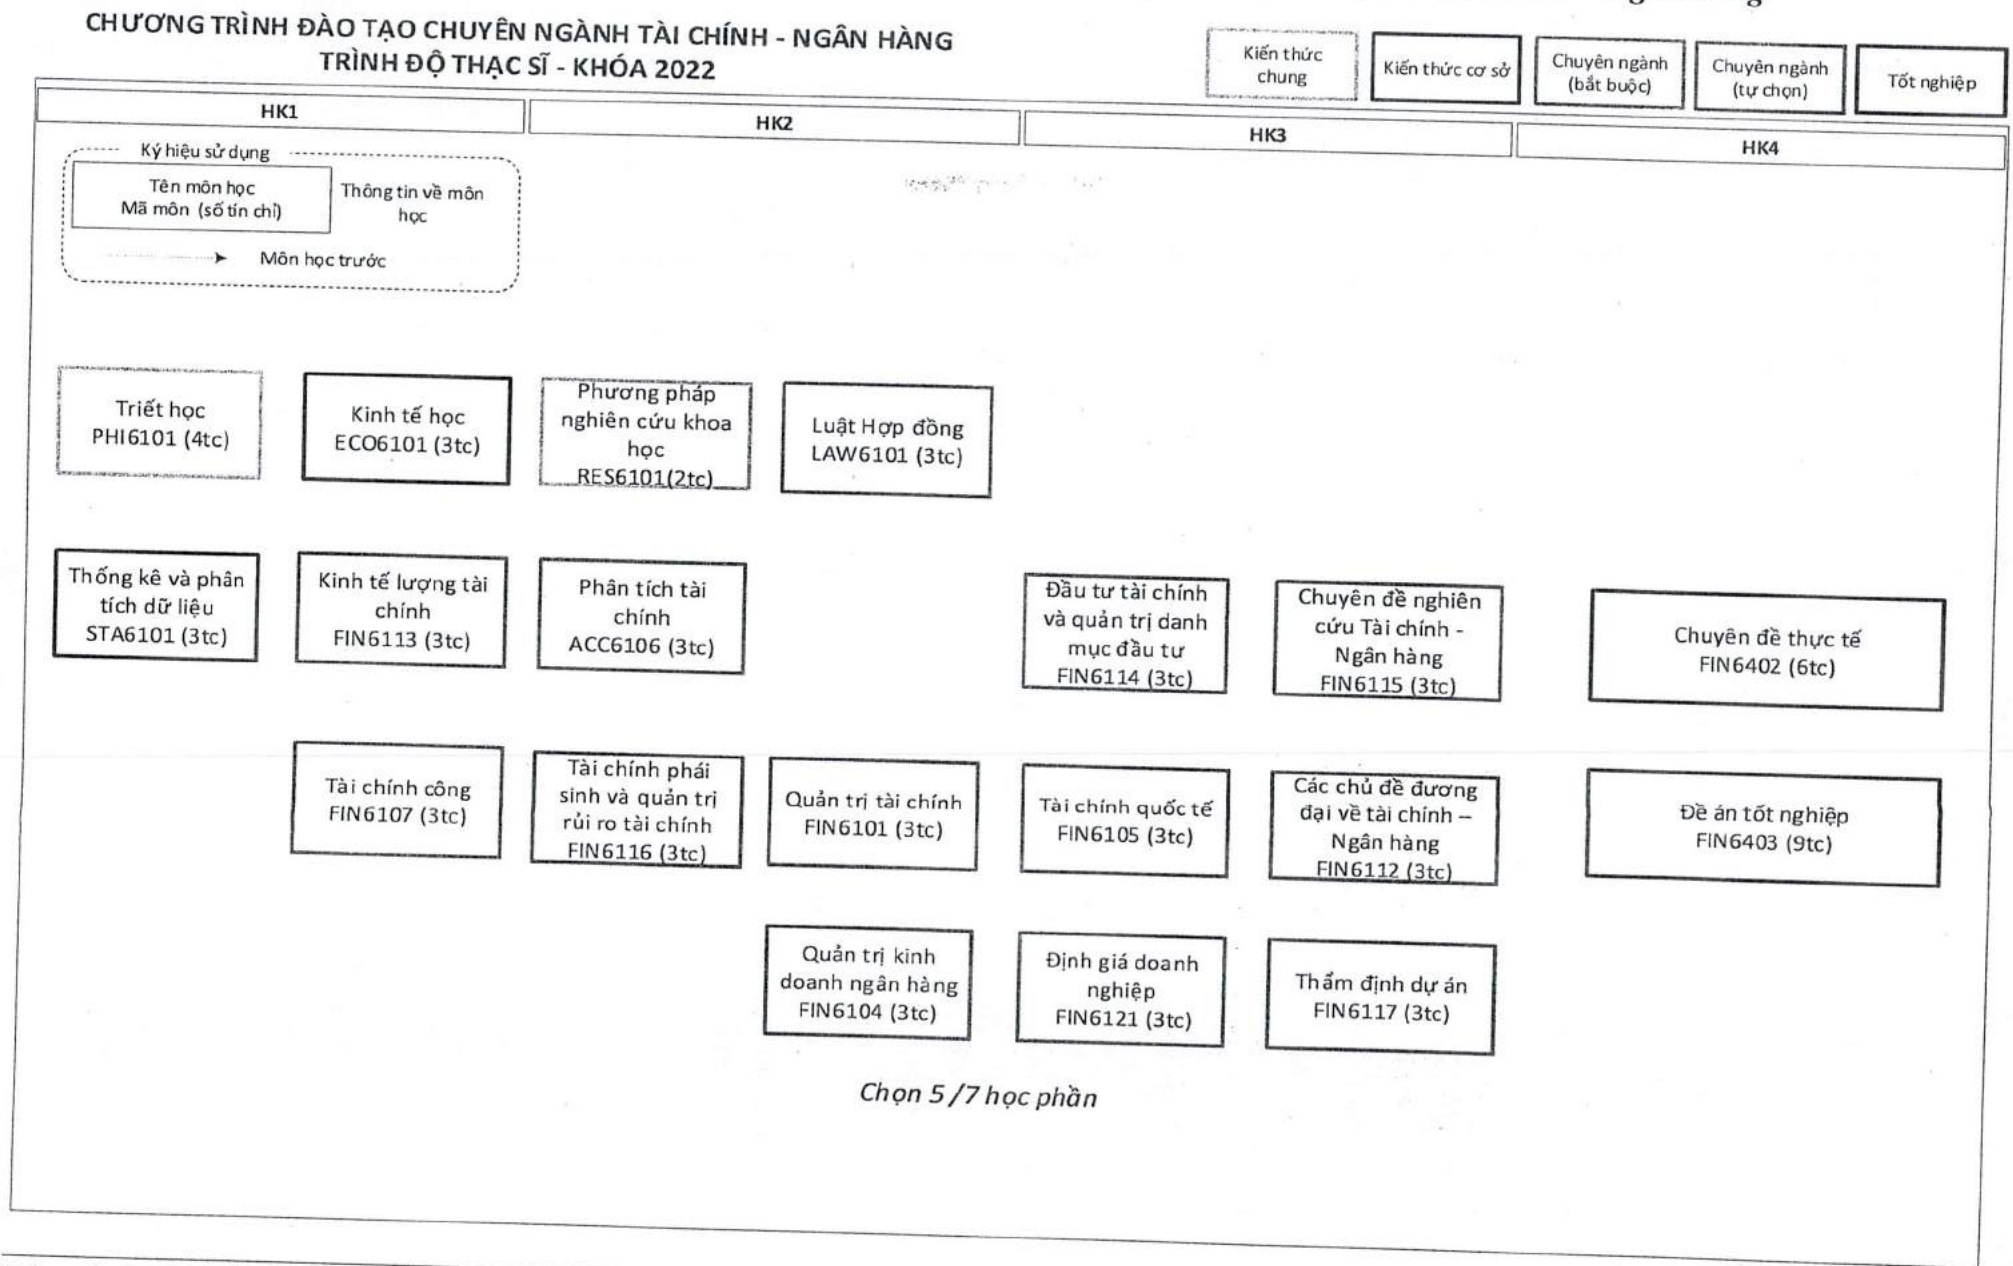 CHƯƠNG TRÌNH ĐÀO TẠO CHUYÊN NGÀNH TÀI CHÍNH - NGÂN HÀNG
TRÌNH ĐỘ THẠC SĨ - KHÓA 2022
Kiến thức
chung
Kiến thức cơ sở
Chuyên ngành
(bắt buộc)
Chuyên ngành
(tự chọn)
Tốt nghiệp
HK1
HK2
HK3
HK4
Ký hiệu sử dụng
Tên môn học
Mã môn (số tín chỉ)
Thông tin về môn
học
Môn học trước
Triết học
PHI6101 (4tc)
Kinh tế học
ECO6101 (3tc)
Phương pháp
nghiên cứu khoa
học
RES6101(2tc)
Luật Hợp đồng
LAW6101 (3tc)
Thống kê và phân
tích dữ liệu
STA6101 (3tc)
Kinh tế lượng tài
chính
FIN6113 (3tc)
Phân tích tài
chính
ACC6106 (3tc)
Đầu tư tài chính
và quản trị danh
mục đầu tư
FIN6114 (3tc)
Chuyên đề nghiên
cứu Tài chính -
Ngân hàng
FIN6115 (3tc)
Chuyên đề thực tế
FIN6402 (6tc)
Tài chính công
FIN6107 (3tc)
Tài chính phái
sinh và quản trị
rủi ro tài chính
FIN6116 (3tc)
Quản trị tài chính
FIN6101 (3tc)
Tài chính quốc tế
FIN6105 (3tc)
Các chủ đề đương
đại về tài chính –
Ngân hàng
FIN6112 (3tc)
Đề án tốt nghiệp
FIN6403 (9tc)
Quản trị kinh
doanh ngân hàng
FIN6104 (3tc)
Định giá doanh
nghiệp
FIN6121 (3tc)
Thẩm định dự án
FIN6117 (3tc)
Chọn 5/7 học phần